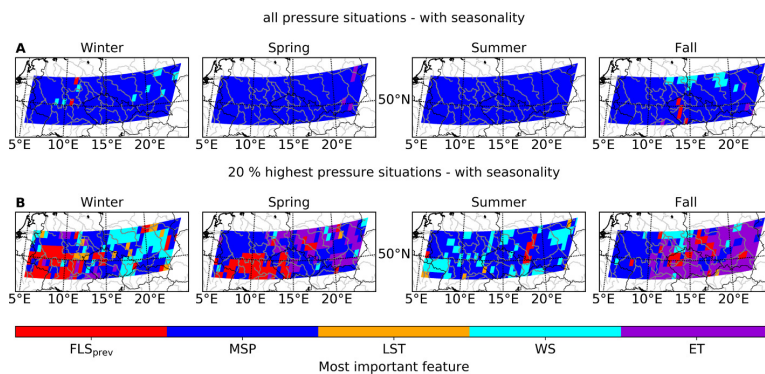 all pressure situations - with seasonality
A
Winter Spring Summer Fall
50°N
5°E 10°E 15°E 20°E 5°E 10°E 15°E 20°E 5°E 10°E 15°E 20°E 5°E 10°E 15°E 20°E
20 % highest pressure situations - with seasonality
B
Winter Spring Summer Fall
50°N
5°E 10°E 15°E 20°E 5°E 10°E 15°E 20°E 5°E 10°E 15°E 20°E 5°E 10°E 15°E 20°E
FLSprev MSP LST WS ET
Most important feature